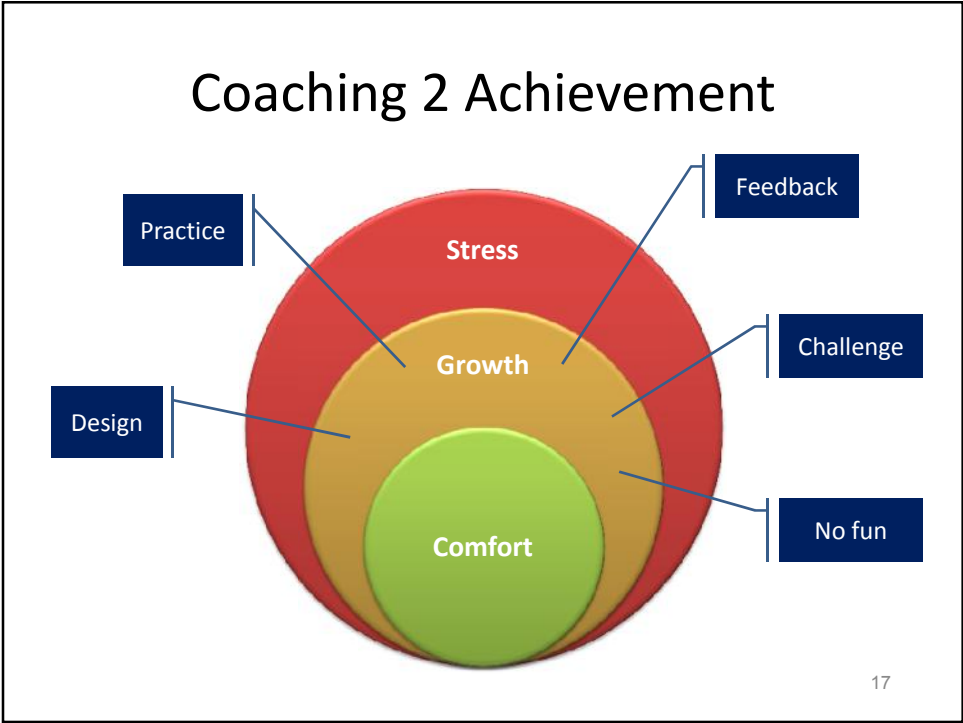 Coaching 2 Achievement
Feedback
Practice
Stress
Challenge
Growth
Design
No fun
Comfort
17